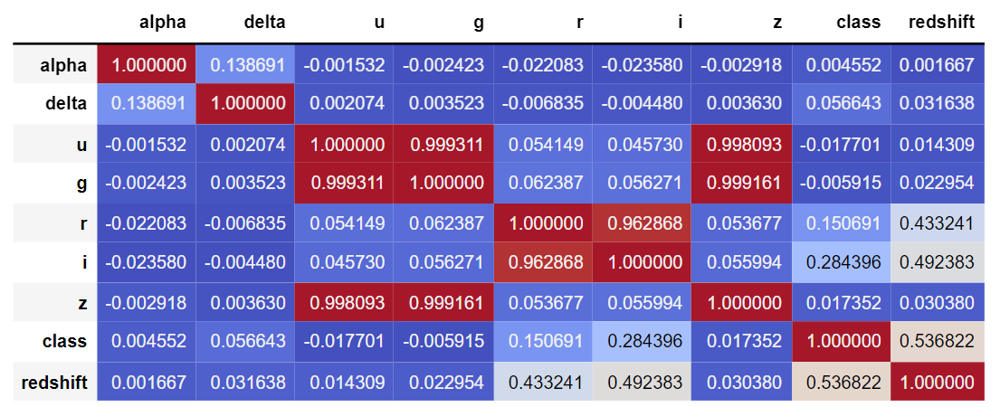 alpha delta u g r i z class redshift
alpha 1.000000 0.138691 -0.001532 -0.002423 -0.022083 -0.023580 -0.002918 0.004552 0.001667
delta 0.138691 1.000000 0.002074 0.003523 -0.006835 -0.004480 0.003630 0.056643 0.031638
u -0.001532 0.002074 1.000000 0.999311 0.054149 0.045730 0.998093 -0.017701 0.014309
g -0.002423 0.003523 0.999311 1.000000 0.062387 0.056271 0.999161 -0.005915 0.022954
r -0.022083 -0.006835 0.054149 0.062387 1.000000 0.962868 0.053677 0.150691 0.433241
i -0.023580 -0.004480 0.045730 0.056271 0.962868 1.000000 0.055994 0.284396 0.492383
z -0.002918 0.003630 0.998093 0.999161 0.053677 0.055994 1.000000 0.017352 0.030380
class 0.004552 0.056643 -0.017701 -0.005915 0.150691 0.284396 0.017352 1.000000 0.536822
redshift 0.001667 0.031638 0.014309 0.022954 0.433241 0.492383 0.030380 0.536822 1.000000